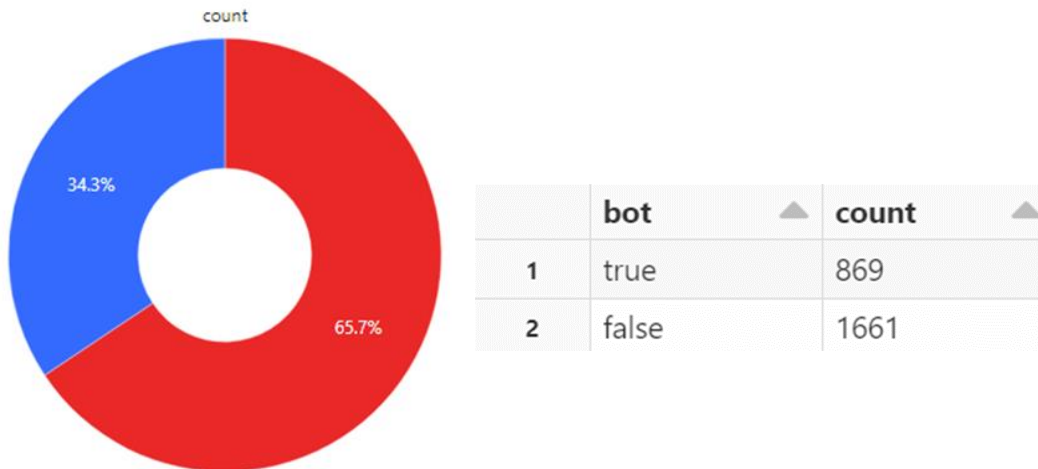 count
34.3%
65.7%
bot count
1 true 869
2 false 1661